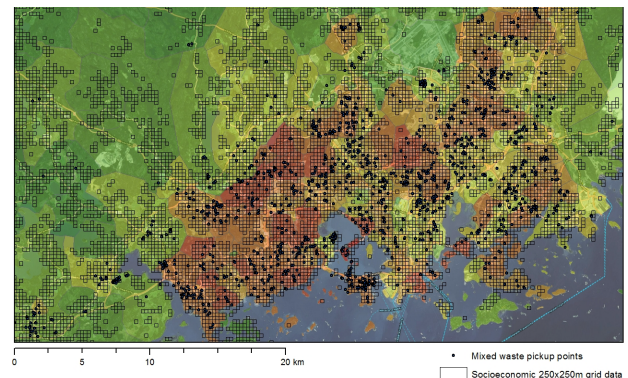 0 5 10 20 km
Mixed waste pickup points
Socioeconomic 250x250m grid data